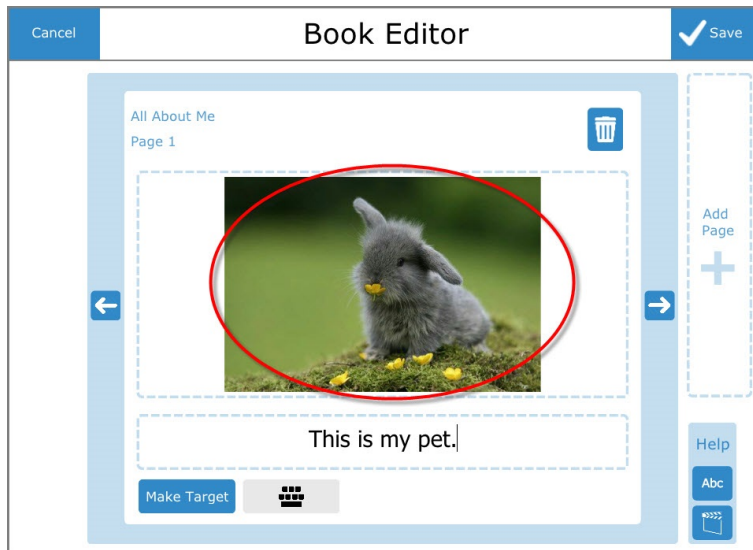 Cancel
Book Editor
Save
All About Me
Page 1
Add
Page
This is my pet.
Make Target
Help
Abc